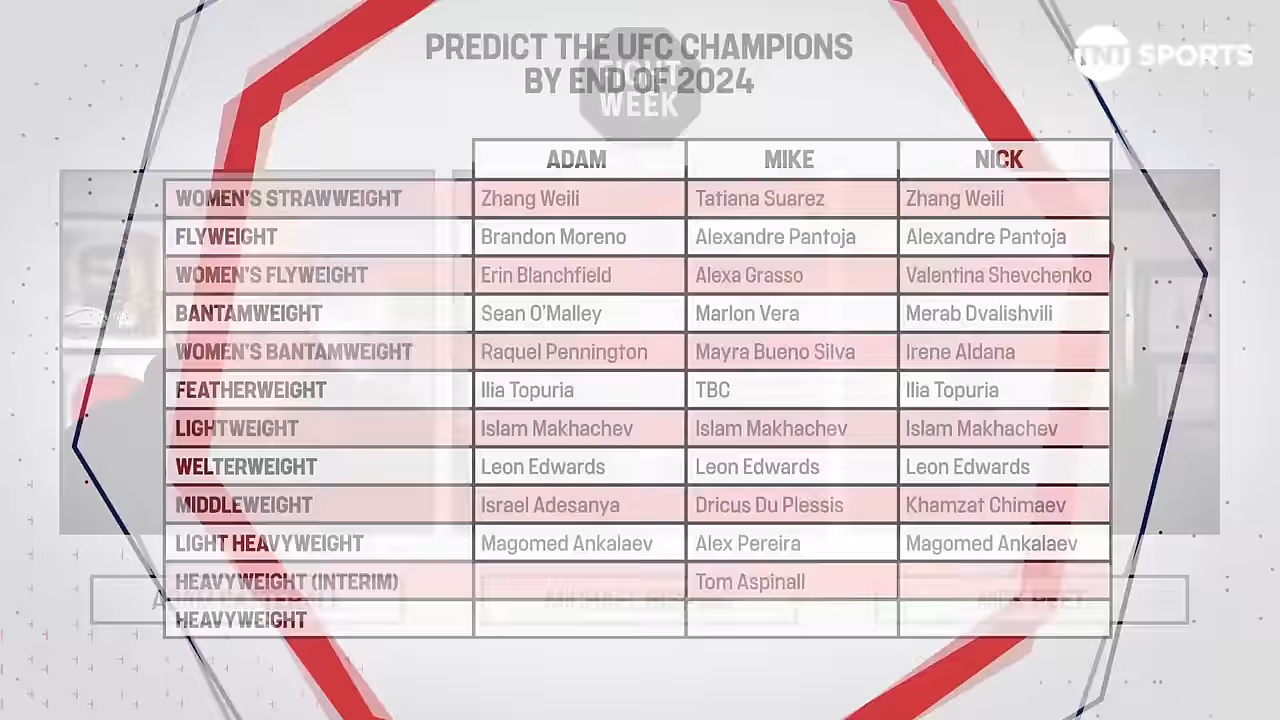 PREDICT THE UFC CHAMPIONS
BY END OF 2024
FIGHT
WEEK
TNT SPORTS
ADAM MIKE NICK
WOMEN'S STRAWWEIGHT Zhang Weili Tatiana Suarez Zhang Weili
FLYWEIGHT Brandon Moreno Alexandre Pantoja Alexandre Pantoja
WOMEN'S FLYWEIGHT Erin Blanchfield Alexa Grasso Valentina Shevchenko
BANTAMWEIGHT Sean O'Malley Marlon Vera Merab Dvalishvili
WOMEN'S BANTAMWEIGHT Raquel Pennington Mayra Bueno Silva Irene Aldana
FEATHERWEIGHT Ilia Topuria TBC Ilia Topuria
LIGHTWEIGHT Islam Makhachev Islam Makhachev Islam Makhachev
WELTERWEIGHT Leon Edwards Leon Edwards Leon Edwards
MIDDLEWEIGHT Israel Adesanya Dricus Du Plessis Khamzat Chimaev
LIGHT HEAVYWEIGHT Magomed Ankalaev Alex Pereira Magomed Ankalaev
HEAVYWEIGHT (INTERIM) Tom Aspinall
HEAVYWEIGHT